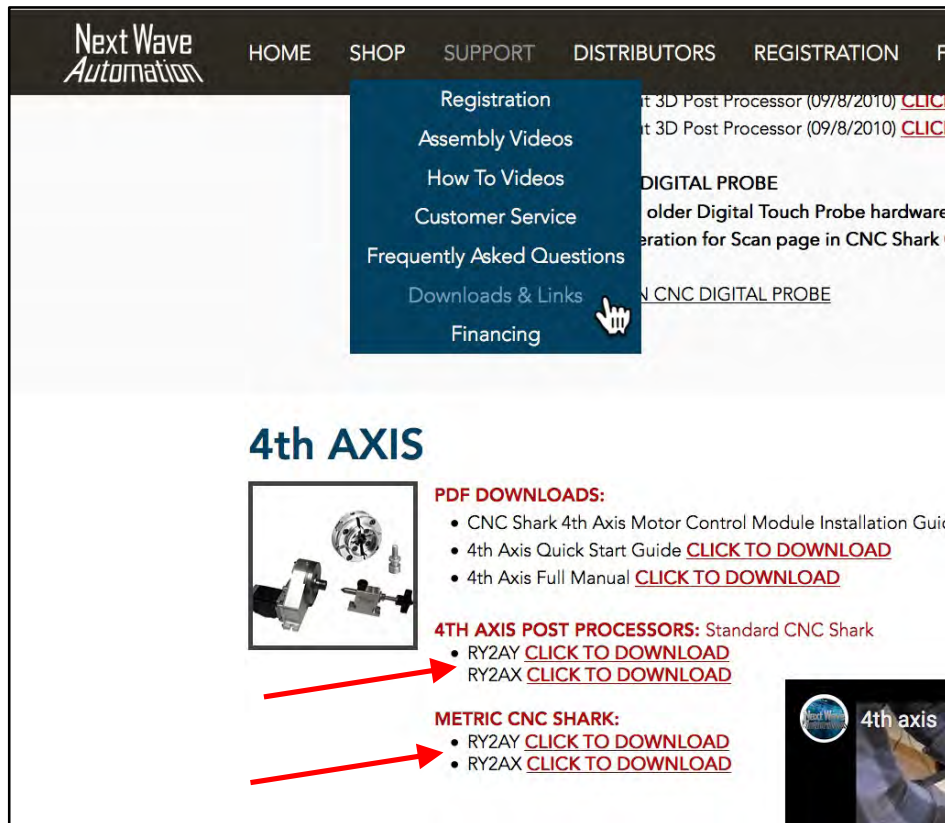 Next Wave
Automation
HOME SHOP SUPPORT DISTRIBUTORS REGISTRATION
Registration
Assembly Videos
How To Videos
Customer Service
Frequently Asked Questions
Downloads & Links
Financing
3D Post Processor (09/8/2010)
3D Post Processor (09/8/2010)
DIGITAL PROBE
older Digital Touch Probe hardware
for Scan page in CNC Shark
CNC DIGITAL PROBE
4th AXIS
PDF DOWNLOADS:
• CNC Shark 4th Axis Motor Control Module Installation
• 4th Axis Quick Start Guide CLICK TO DOWNLOAD
• 4th Axis Full Manual CLICK TO DOWNLOAD
4TH AXIS POST PROCESSORS: Standard CNC Shark
• RY2AY CLICK TO DOWNLOAD
RY2AX CLICK TO DOWNLOAD
METRIC CNC SHARK:
• RY2AY CLICK TO DOWNLOAD
• RY2AX CLICK TO DOWNLOAD
4th axis